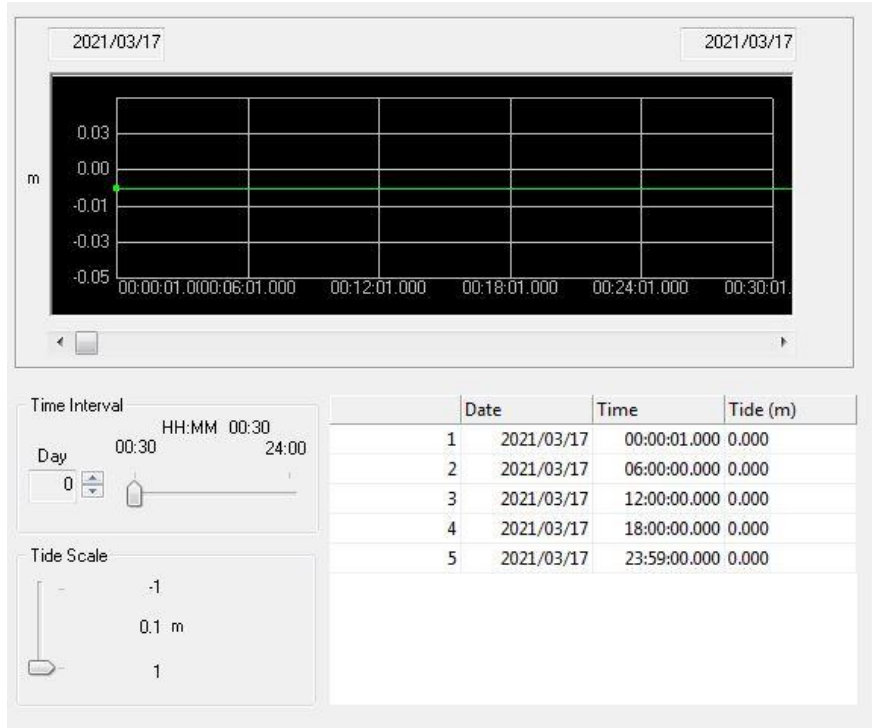 2021/03/17 2021/03/17
0.03
0.00
m
-0.01
-0.03
-0.05
00:00:01.000:06:01.000 00:12:01.000 00:18:01.000 00:24:01.000 00:30:01.
Time Interval
HH:MM 00:30
Day 00:30 24:00
0
Tide Scale
-1
0.1 m
1
Date Time Tide (m)
1 2021/03/17 00:00:01.000 0.000
2 2021/03/17 06:00:00.000 0.000
3 2021/03/17 12:00:00.000 0.000
4 2021/03/17 18:00:00.000 0.000
5 2021/03/17 23:59:00.000 0.000